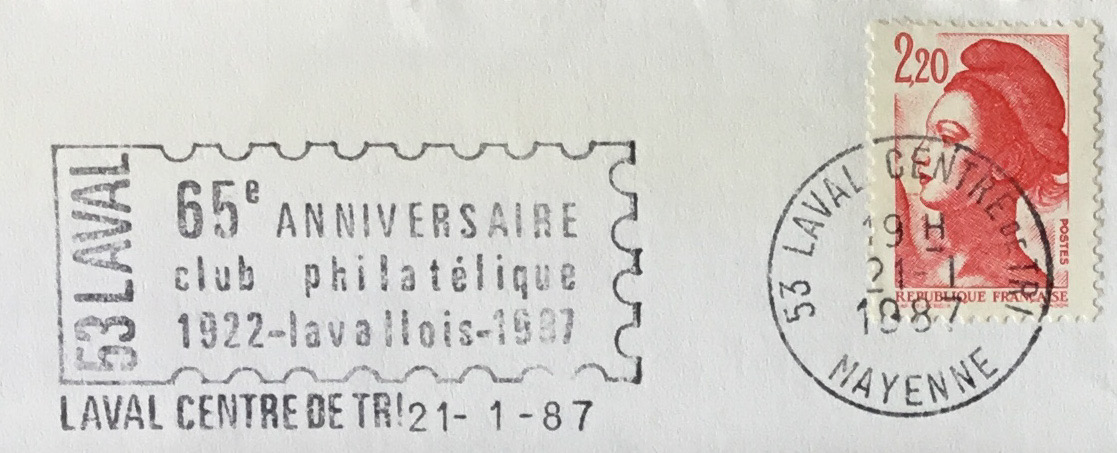 53 LAVAL
65e ANNIVERSAIRE
club philatélique
1922-lavallois-1987
LAVAL CENTRE DE TRI 21-1-87
2,20
POSTES
REPUBLIQUE FRANÇAISE
53 LAVAL CENTRE DE TRI
19 H
21-1
1987
MAYENNE